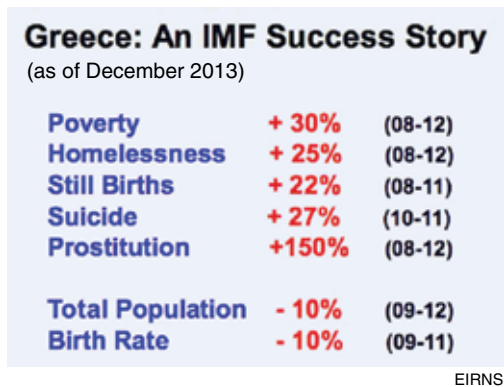 Greece: An IMF Success Story
(as of December 2013)
Poverty + 30% (08-12)
Homelessness + 25% (08-12)
Still Births + 22% (08-11)
Suicide + 27% (10-11)
Prostitution +150% (08-12)
Total Population - 10% (09-12)
Birth Rate - 10% (09-11)
EIRNS